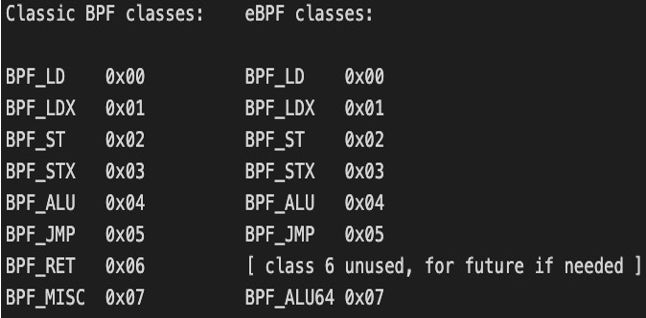 Classic BPF classes:    eBPF classes:

BPF_LD    0x00          BPF_LD    0x00
BPF_LDX   0x01          BPF_LDX   0x01
BPF_ST    0x02          BPF_ST    0x02
BPF_STX   0x03          BPF_STX   0x03
BPF_ALU   0x04          BPF_ALU   0x04
BPF_JMP   0x05          BPF_JMP   0x05
BPF_RET   0x06          [ class 6 unused, for future if needed ]
BPF_MISC  0x07          BPF_ALU64 0x07